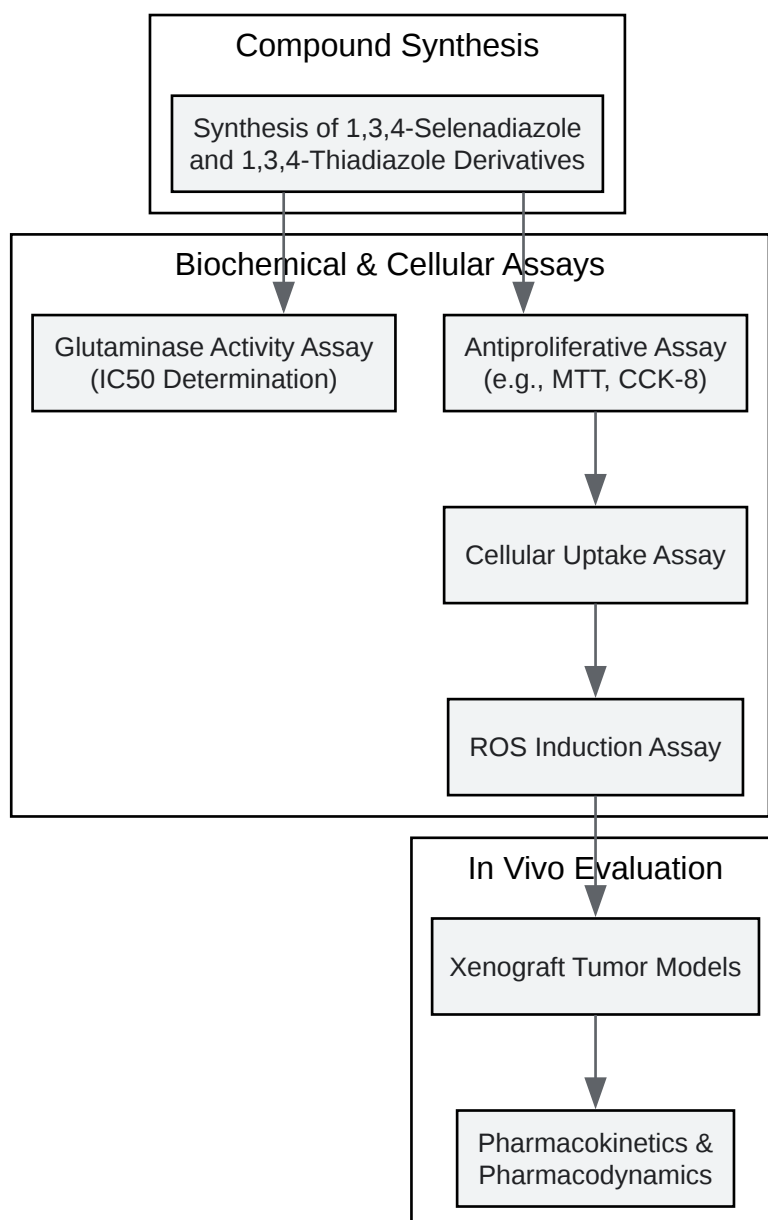 Compound Synthesis
Synthesis of 1,3,4-Selenadiazole
and 1,3,4-Thiadiazole Derivatives
Biochemical & Cellular Assays
Glutaminase Activity Assay
(IC50 Determination)
Antiproliferative Assay
(e.g., MTT, CCK-8)
Cellular Uptake Assay
ROS Induction Assay
In Vivo Evaluation
Xenograft Tumor Models
Pharmacokinetics &
Pharmacodynamics